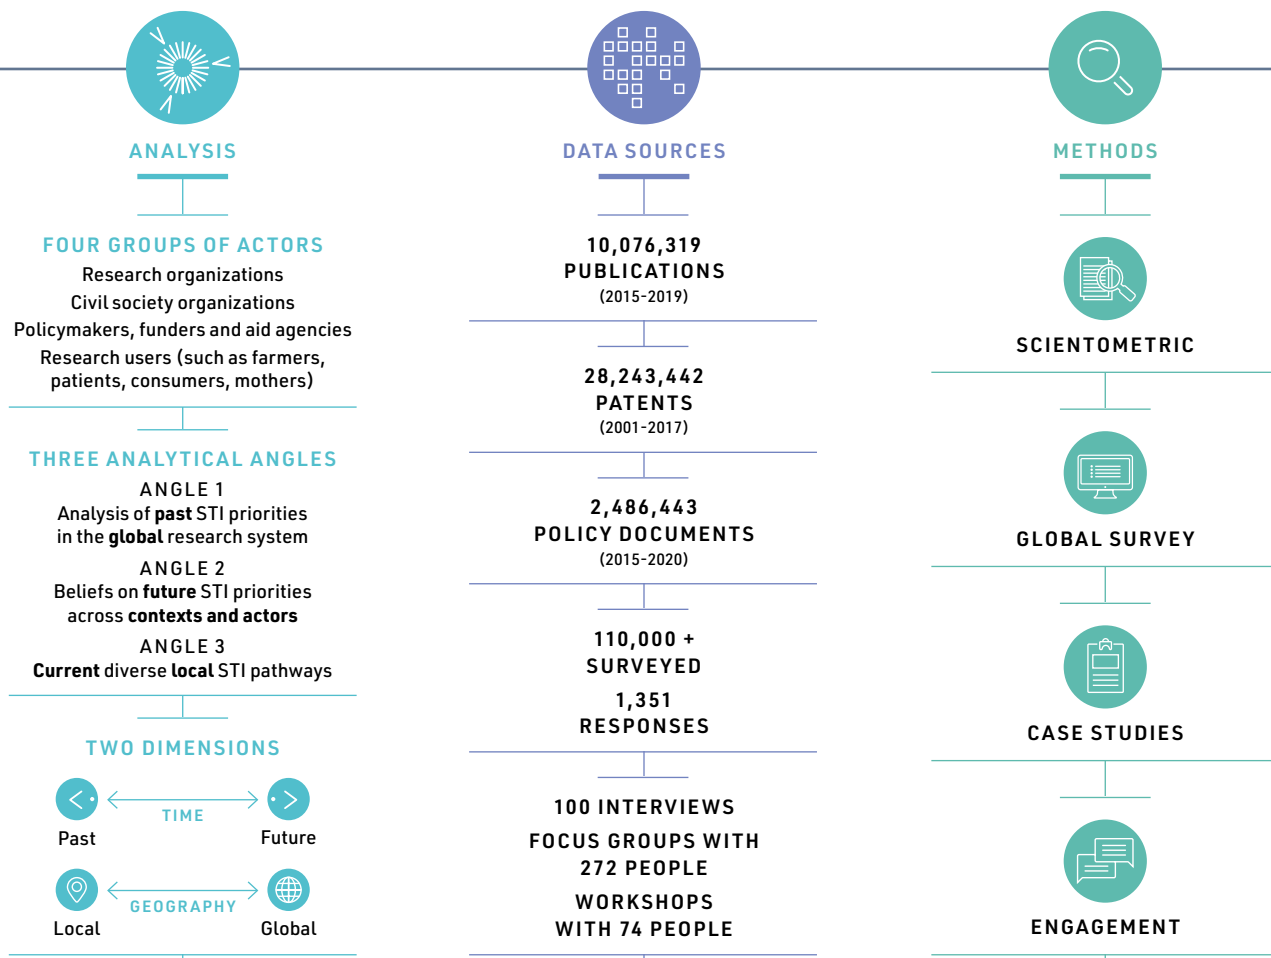 ANALYSIS
FOUR GROUPS OF ACTORS
Research organizations
Civil society organizations
Policymakers, funders and aid agencies
Research users (such as farmers,
patients, consumers, mothers)
THREE ANALYTICAL ANGLES
ANGLE 1
Analysis of past STI priorities
in the global research system
ANGLE 2
Beliefs on future STI priorities
across contexts and actors
ANGLE 3
Current diverse local STI pathways
TWO DIMENSIONS
TIME
Past
Future
GEOGRAPHY
Local
Global
DATA SOURCES
10,076,319
PUBLICATIONS
(2015-2019)
28,243,442
PATENTS
(2001-2017)
2,486,443
POLICY DOCUMENTS
(2015-2020)
110,000 +
SURVEYED
1,351
RESPONSES
100 INTERVIEWS
FOCUS GROUPS WITH
272 PEOPLE
WORKSHOPS
WITH 74 PEOPLE
METHODS
SCIENTOMETRIC
GLOBAL SURVEY
CASE STUDIES
ENGAGEMENT